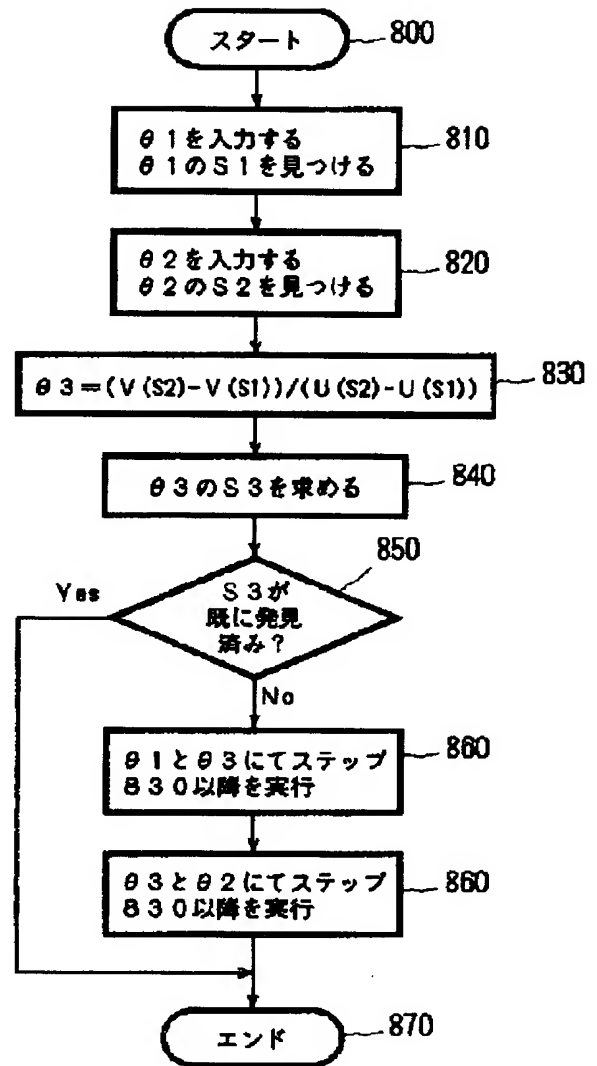 スタート
800
θ1を入力する
θ1のS1を見つける
810
θ2を入力する
θ2のS2を見つける
820
θ3=(V(S2)-V(S1))/(U(S2)-U(S1))
830
θ3のS3を求める
840
850
Yes
S3が
既に発見
済み?
No
θ1とθ3にてステップ
830以降を実行
860
θ3とθ2にてステップ
830以降を実行
860
エンド
870